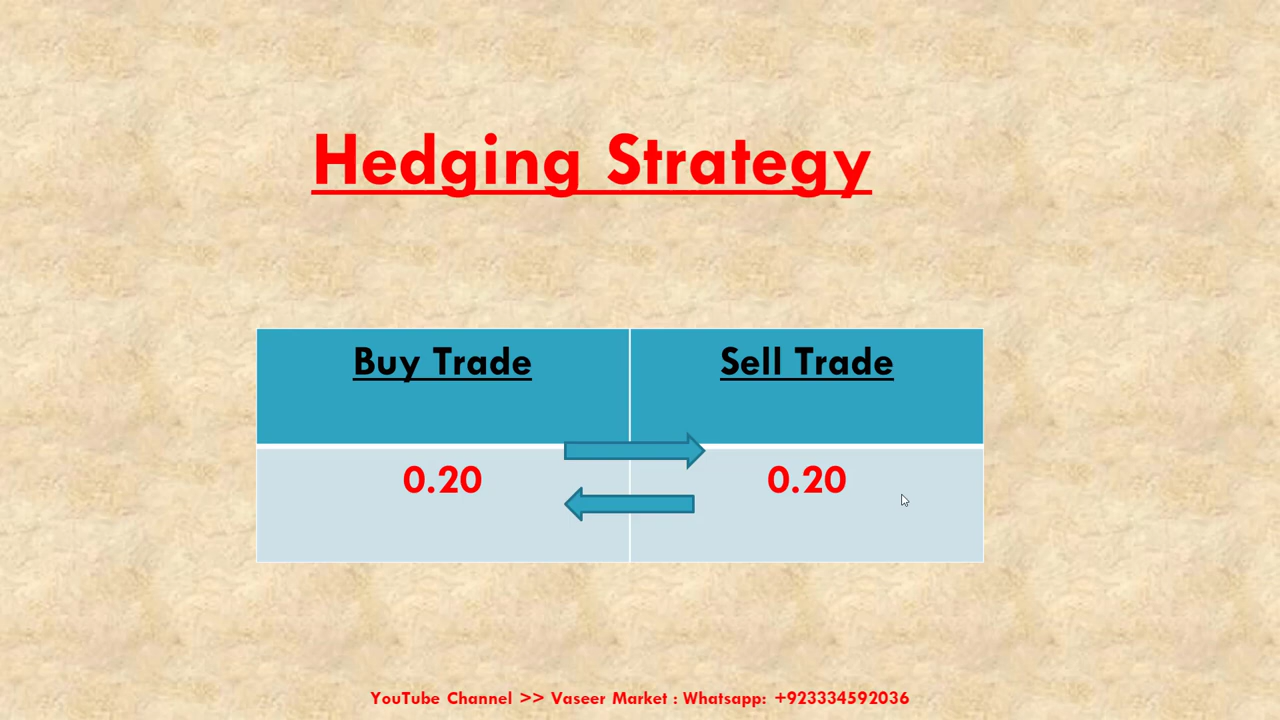 Hedging Strategy
Buy Trade Sell Trade
0.20 0.20
YouTube Channel >> Vaseer Market : Whatsapp: +923334592036